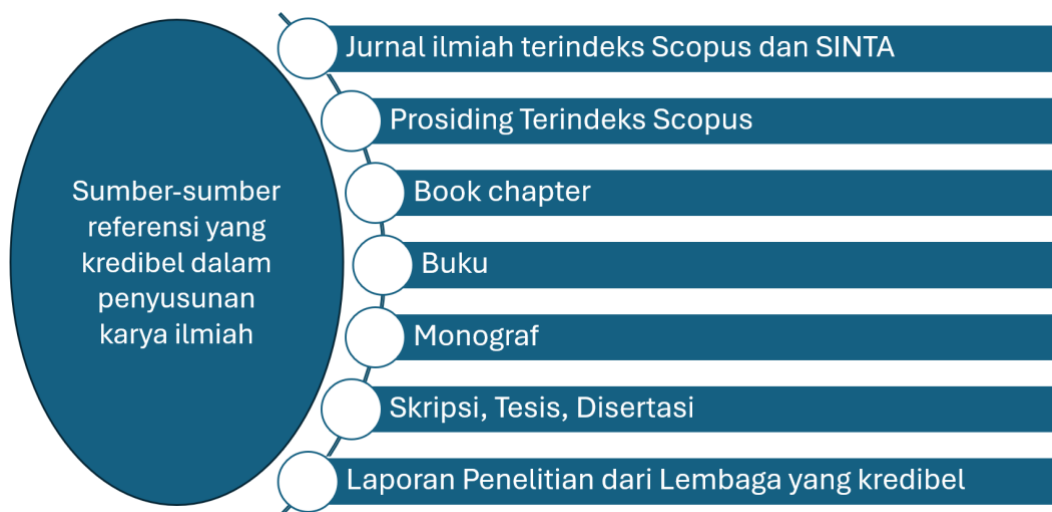 Sumber-sumber
referensi yang
kredibel dalam
penyusunan
karya ilmiah
Jurnal ilmiah terindeks Scopus dan SINTA
Prosiding Terindeks Scopus
Book chapter
Buku
Monograf
Skripsi, Tesis, Disertasi
Laporan Penelitian dari Lembaga yang kredibel